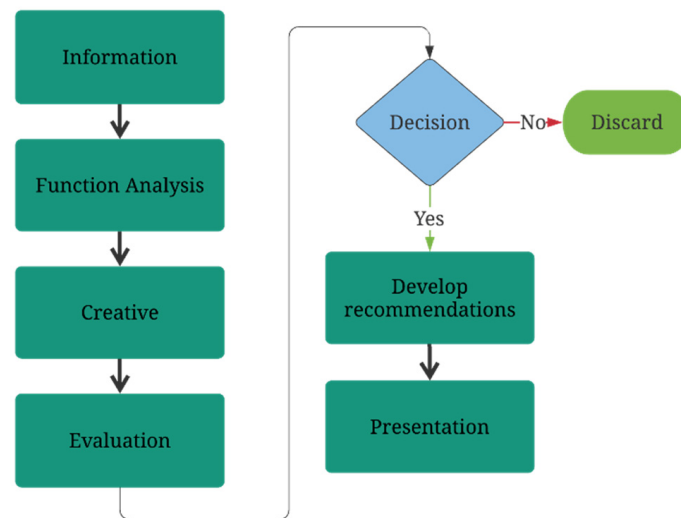 Information
Function Analysis
Creative
Evaluation
Decision
No
Discard
Yes
Develop
recommendations
Presentation